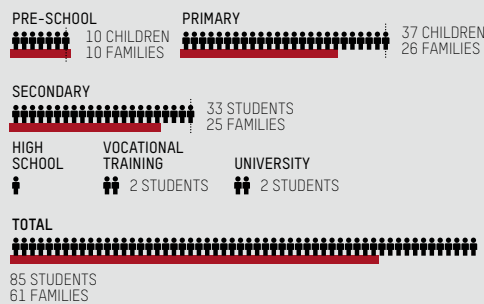 PRE-SCHOOL
10 CHILDREN
10 FAMILIES
PRIMARY
37 CHILDREN
26 FAMILIES
SECONDARY
33 STUDENTS
25 FAMILIES
HIGH
SCHOOL
VOCATIONAL
TRAINING
2 STUDENTS
UNIVERSITY
2 STUDENTS
TOTAL
85 STUDENTS
61 FAMILIES